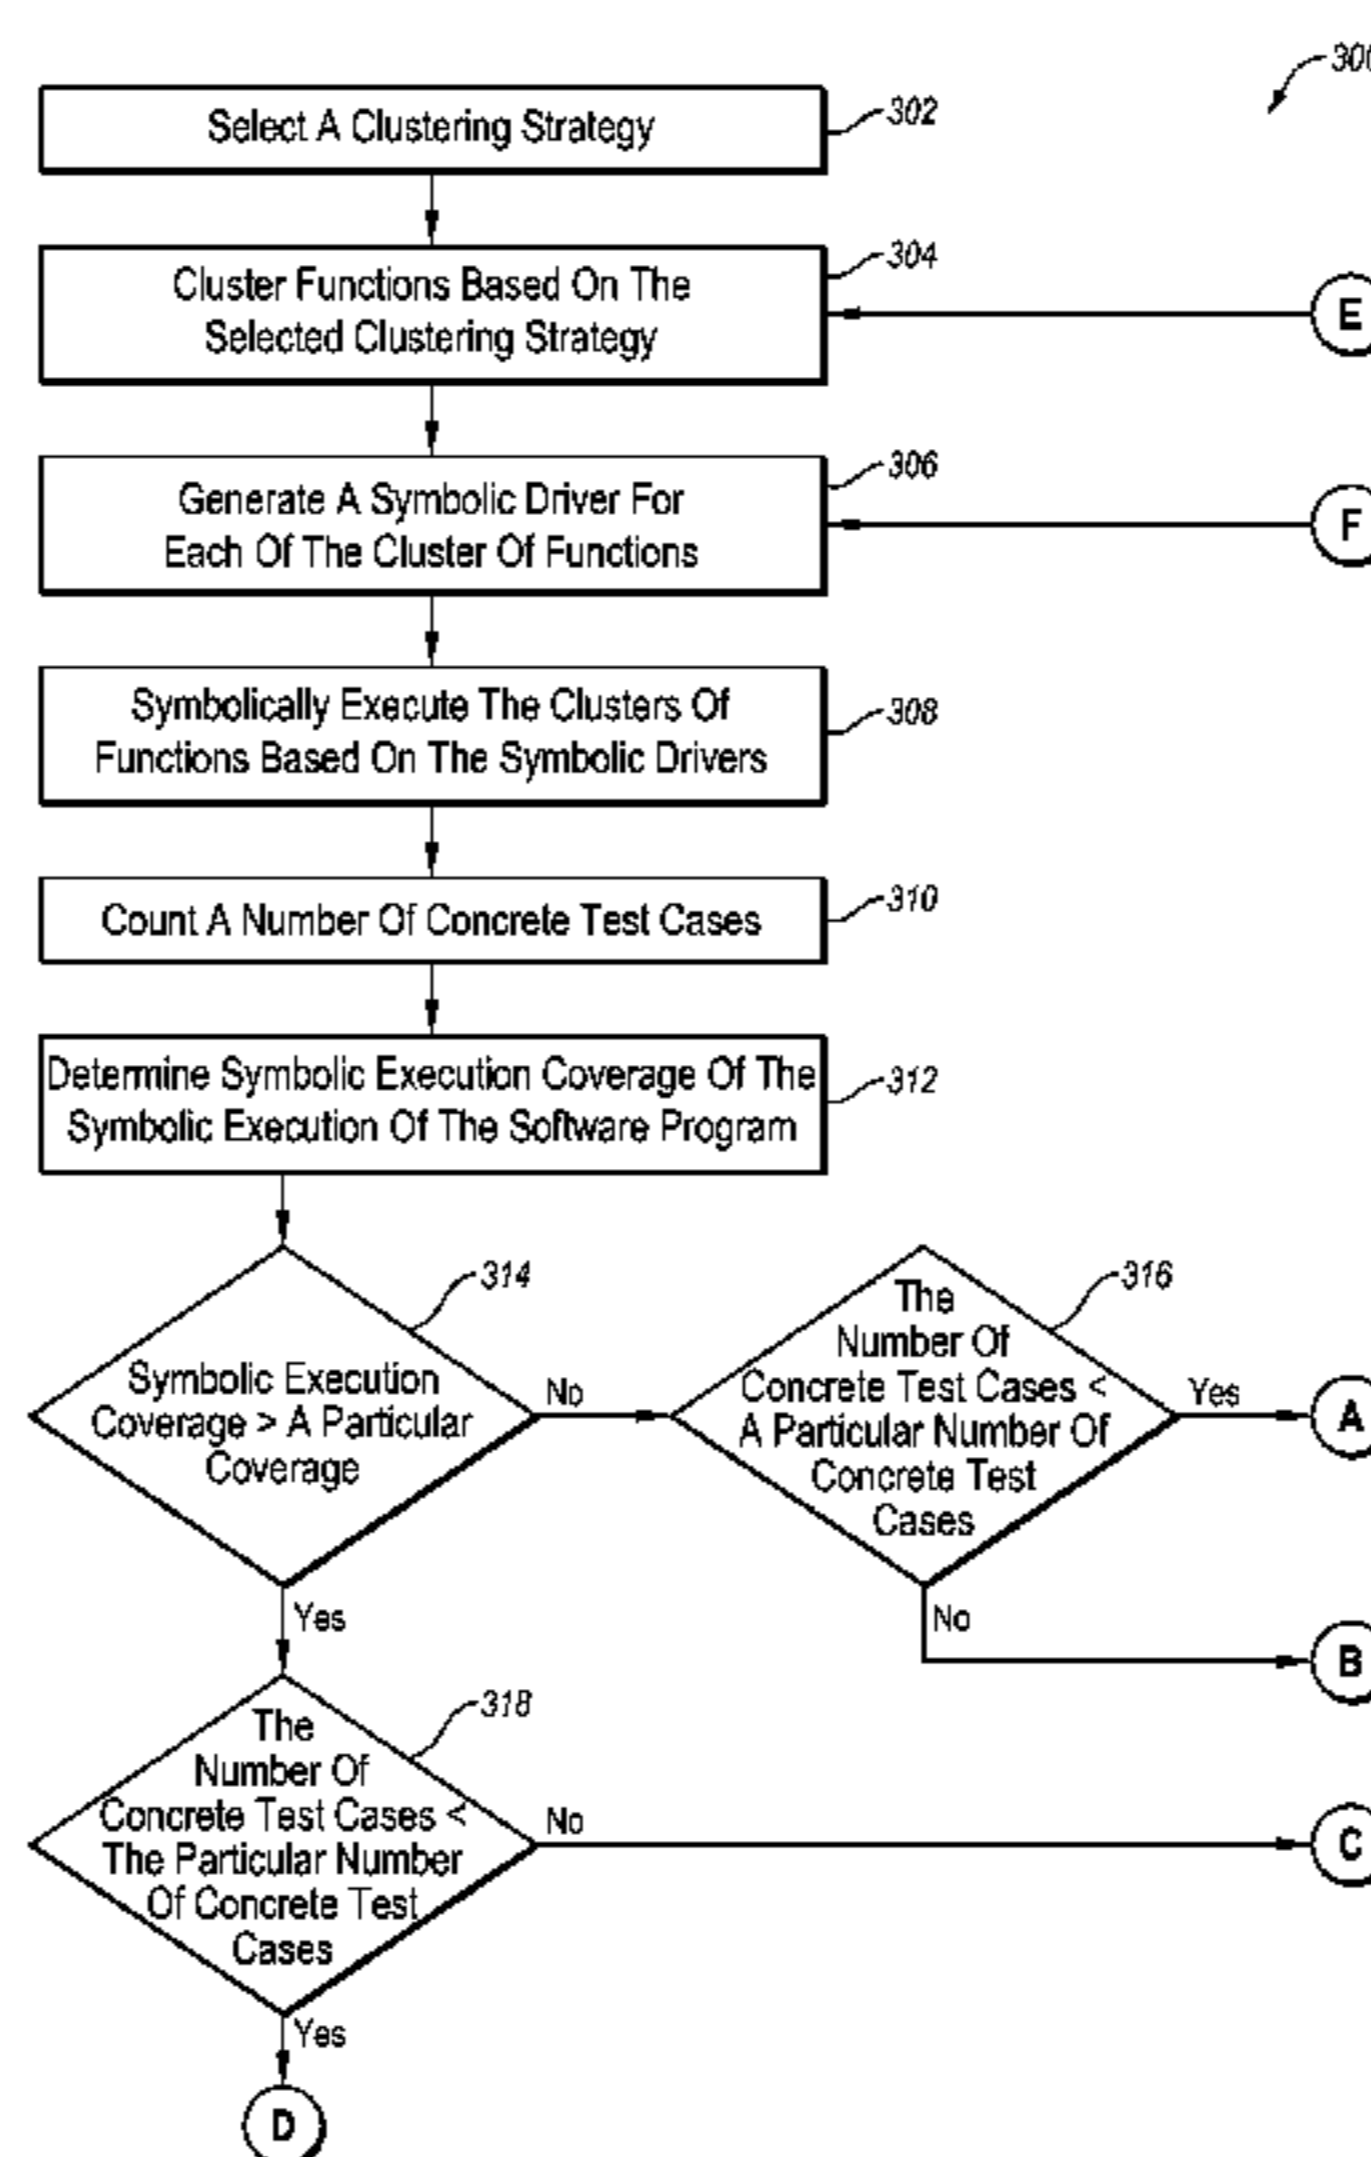 300
Select A Clustering Strategy
302
Cluster Functions Based On The
Selected Clustering Strategy
304
E
Generate A Symbolic Driver For
Each Of The Cluster Of Functions
306
F
Symbolically Execute The Clusters Of
Functions Based On The Symbolic Drivers
308
Count A Number Of Concrete Test Cases
310
Determine Symbolic Execution Coverage Of The
Symbolic Execution Of The Software Program
312
314
Symbolic Execution
Coverage > A Particular
Coverage
No
Yes
316
The
Number Of
Concrete Test Cases <
A Particular Number Of
Concrete Test
Cases
Yes
A
No
B
318
The
Number Of
Concrete Test Cases <
The Particular Number
Of Concrete Test
Cases
No
C
Yes
D